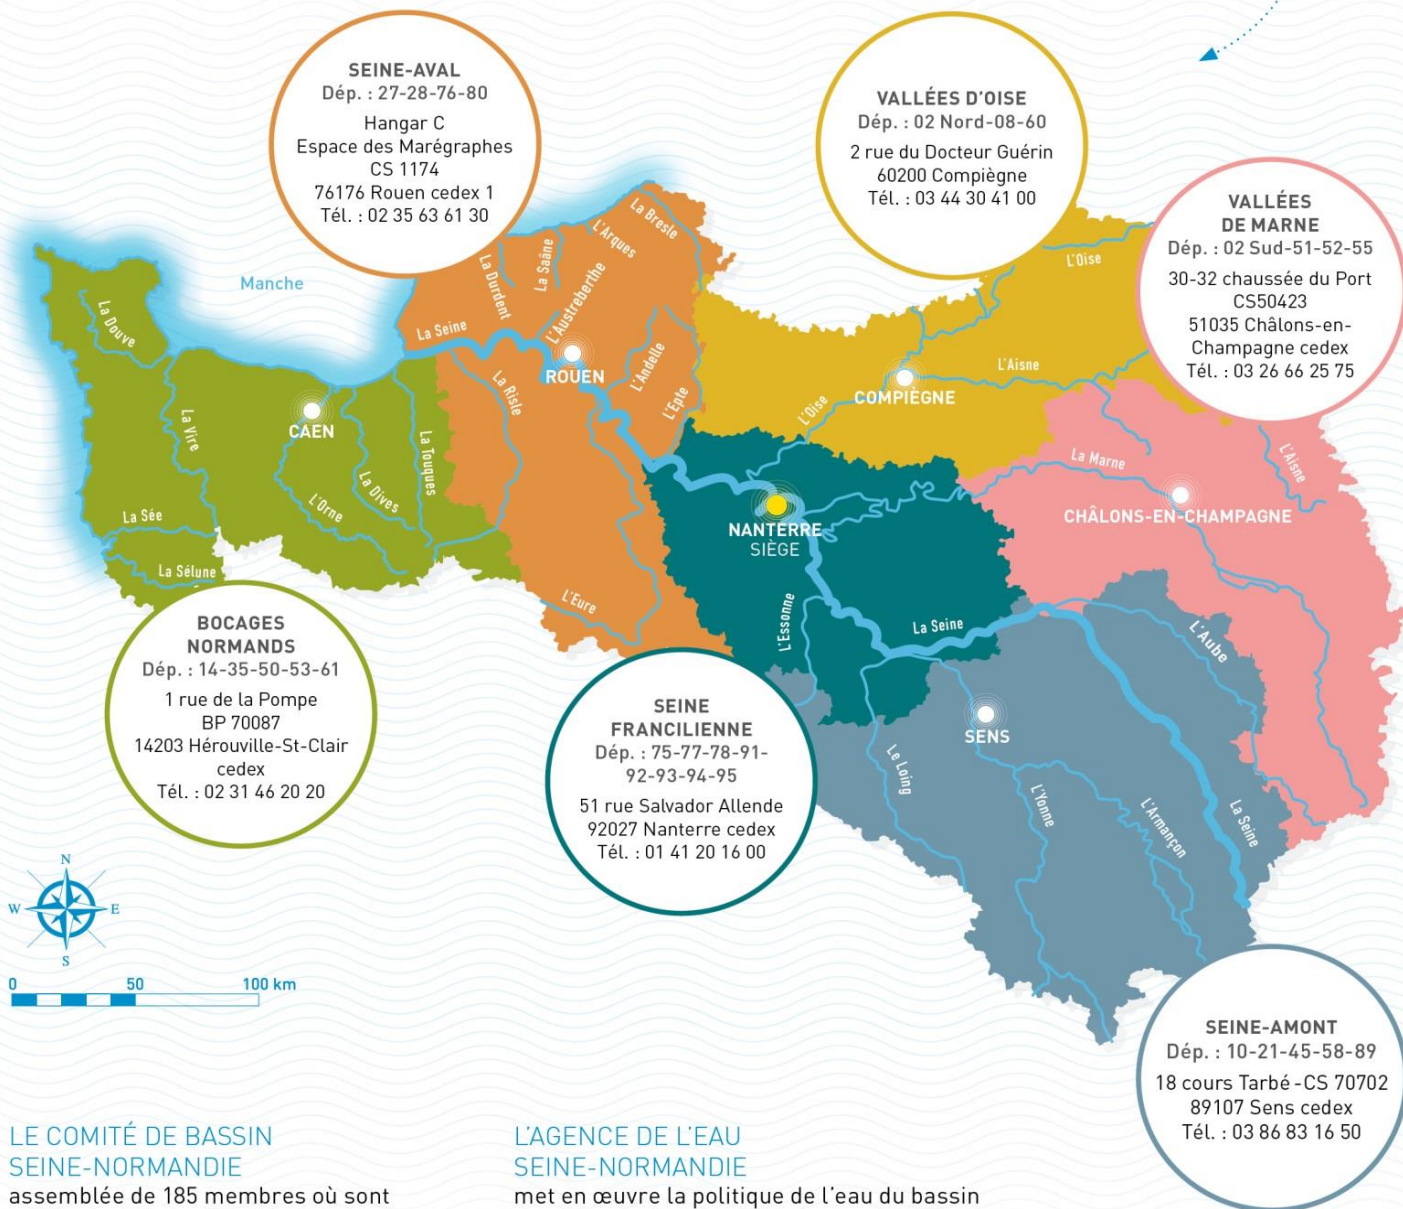 SEINE-AVAL
Dép. : 27-28-76-80
Hangar C
Espace des Marégraphes
CS 1174
76176 Rouen cedex 1
Tél. : 02 35 63 61 30
VALLÉES D'OISE
Dép. : 02 Nord-08-60
2 rue du Docteur Guérin
60200 Compiègne
Tél. : 03 44 30 41 00
VALLÉES
DE MARNE
Dép. : 02 Sud-51-52-55
30-32 chaussée du Port
CS50423
51035 Châlons-en-
Champagne cedex
Tél. : 03 26 66 25 75
Manche
La Bresle
L'Arques
La Saâne
La Durdent
L'Austreberthe
La Seine
ROUEN
La Risle
L'Andelle
L'Epte
L'Eure
L'Oise
L'Aisne
COMPIÈGNE
L'Oise
La Douve
La Vire
CAEN
La Touques
La Dives
L'Orne
La Sée
La Sélune
La Marne
L'Aisne
CHÂLONS-EN-CHAMPAGNE
NANTERRE
SIÈGE
L'Essonne
La Seine
L'Aube
SENS
Le Loing
L'Yonne
L'Armançon
La Seine
BOCAGES
NORMANDS
Dép. : 14-35-50-53-61
1 rue de la Pompe
BP 70087
14203 Hérouville-St-Clair
cedex
Tél. : 02 31 46 20 20
SEINE
FRANCILIENNE
Dép. : 75-77-78-91-
92-93-94-95
51 rue Salvador Allende
92027 Nanterre cedex
Tél. : 01 41 20 16 00
N
W E
S
0 50 100 km
SEINE-AMONT
Dép. : 10-21-45-58-89
18 cours Tarbé - CS 70702
89107 Sens cedex
Tél. : 03 86 83 16 50
LE COMITÉ DE BASSIN
SEINE-NORMANDIE
assemblée de 185 membres où sont
L'AGENCE DE L'EAU
SEINE-NORMANDIE
met en œuvre la politique de l'eau du bassin